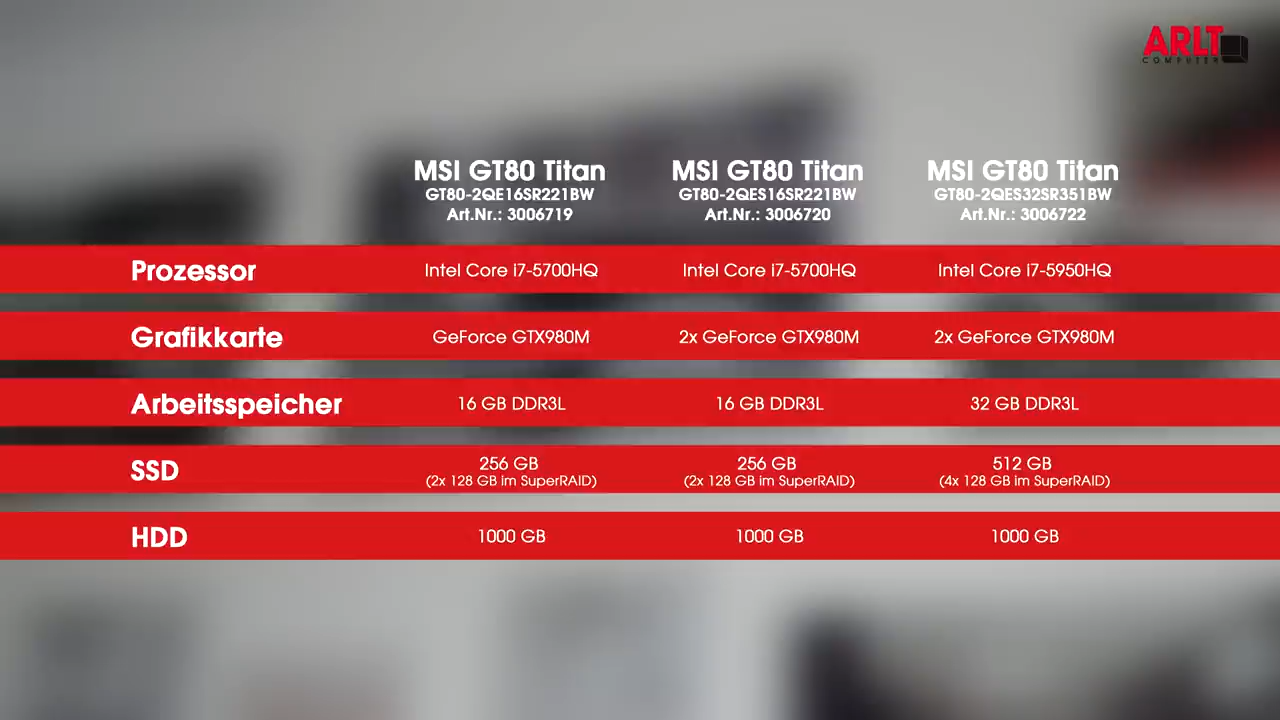 ARLT
COMPUTER
MSI GT80 Titan MSI GT80 Titan MSI GT80 Titan
GT80-2QE16SR221BW GT80-2QES16SR221BW GT80-2QES32SR351BW
Art.Nr.: 3006719 Art.Nr.: 3006720 Art.Nr.: 3006722
Prozessor Intel Core i7-5700HQ Intel Core i7-5700HQ Intel Core i7-5950HQ
Grafikkarte GeForce GTX980M 2x GeForce GTX980M 2x GeForce GTX980M
Arbeitsspeicher 16 GB DDR3L 16 GB DDR3L 32 GB DDR3L
SSD 256 GB 256 GB 512 GB
(2x 128 GB im SuperRAID) (2x 128 GB im SuperRAID) (4x 128 GB im SuperRAID)
HDD 1000 GB 1000 GB 1000 GB